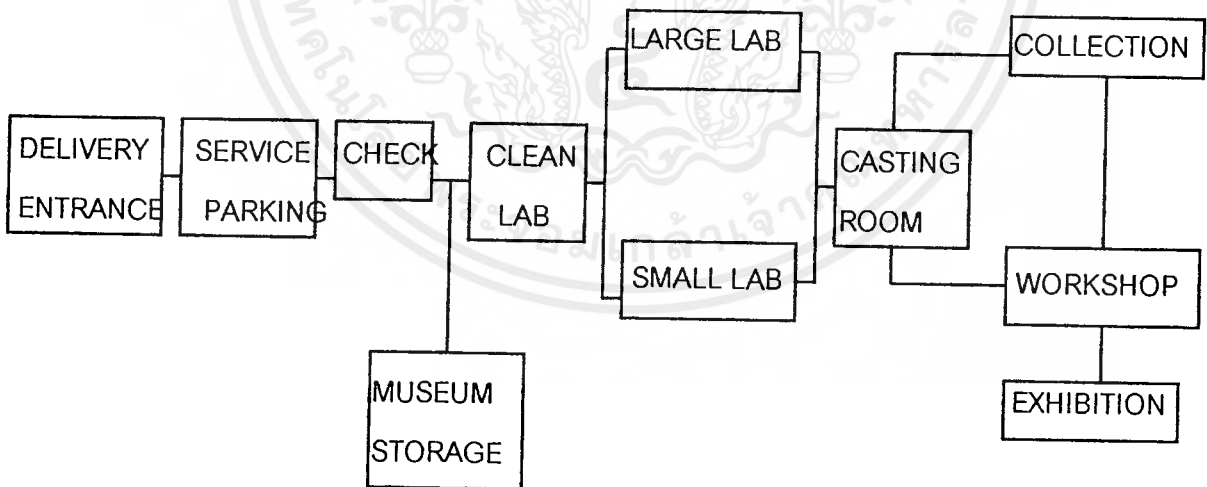 DELIVERY
ENTRANCE
SERVICE
PARKING
CHECK
CLEAN
LAB
MUSEUM
STORAGE
LARGE LAB
SMALL LAB
CASTING
ROOM
COLLECTION
WORKSHOP
EXHIBITION